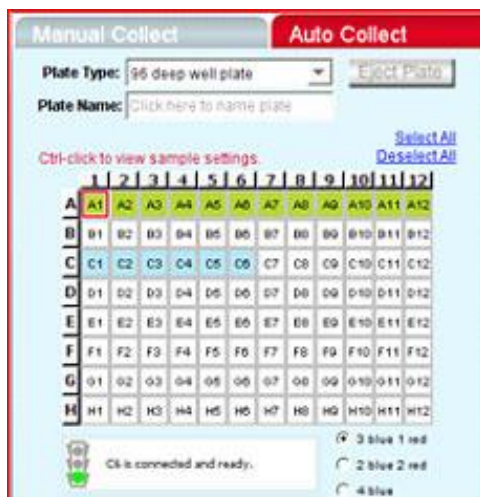 Manual Collect Auto Collect
Plate Type: 96 deep well plate Eject Plate
Plate Name: Click here to name plate
Select All
Ctrl-click to view sample settings. Deselect All
1 2 3 4 5 6 7 8 9 10 11 12
A A1 A2 A3 A4 A5 A6 A7 A8 A9 A10 A11 A12
B B1 B2 B3 B4 B5 B6 B7 B8 B9 B10 B11 B12
C C1 C2 C3 C4 C5 C6 C7 C8 C9 C10 C11 C12
D D1 D2 D3 D4 D5 D6 D7 D8 D9 D10 D11 D12
E E1 E2 E3 E4 E5 E6 E7 E8 E9 E10 E11 E12
F F1 F2 F3 F4 F5 F6 F7 F8 F9 F10 F11 F12
G G1 G2 G3 G4 G5 G6 G7 G8 G9 G10 G11 G12
H H1 H2 H3 H4 H5 H6 H7 H8 H9 H10 H11 H12
3 blue 1 red
C6 is connected and ready. 2 blue 2 red
4 blue